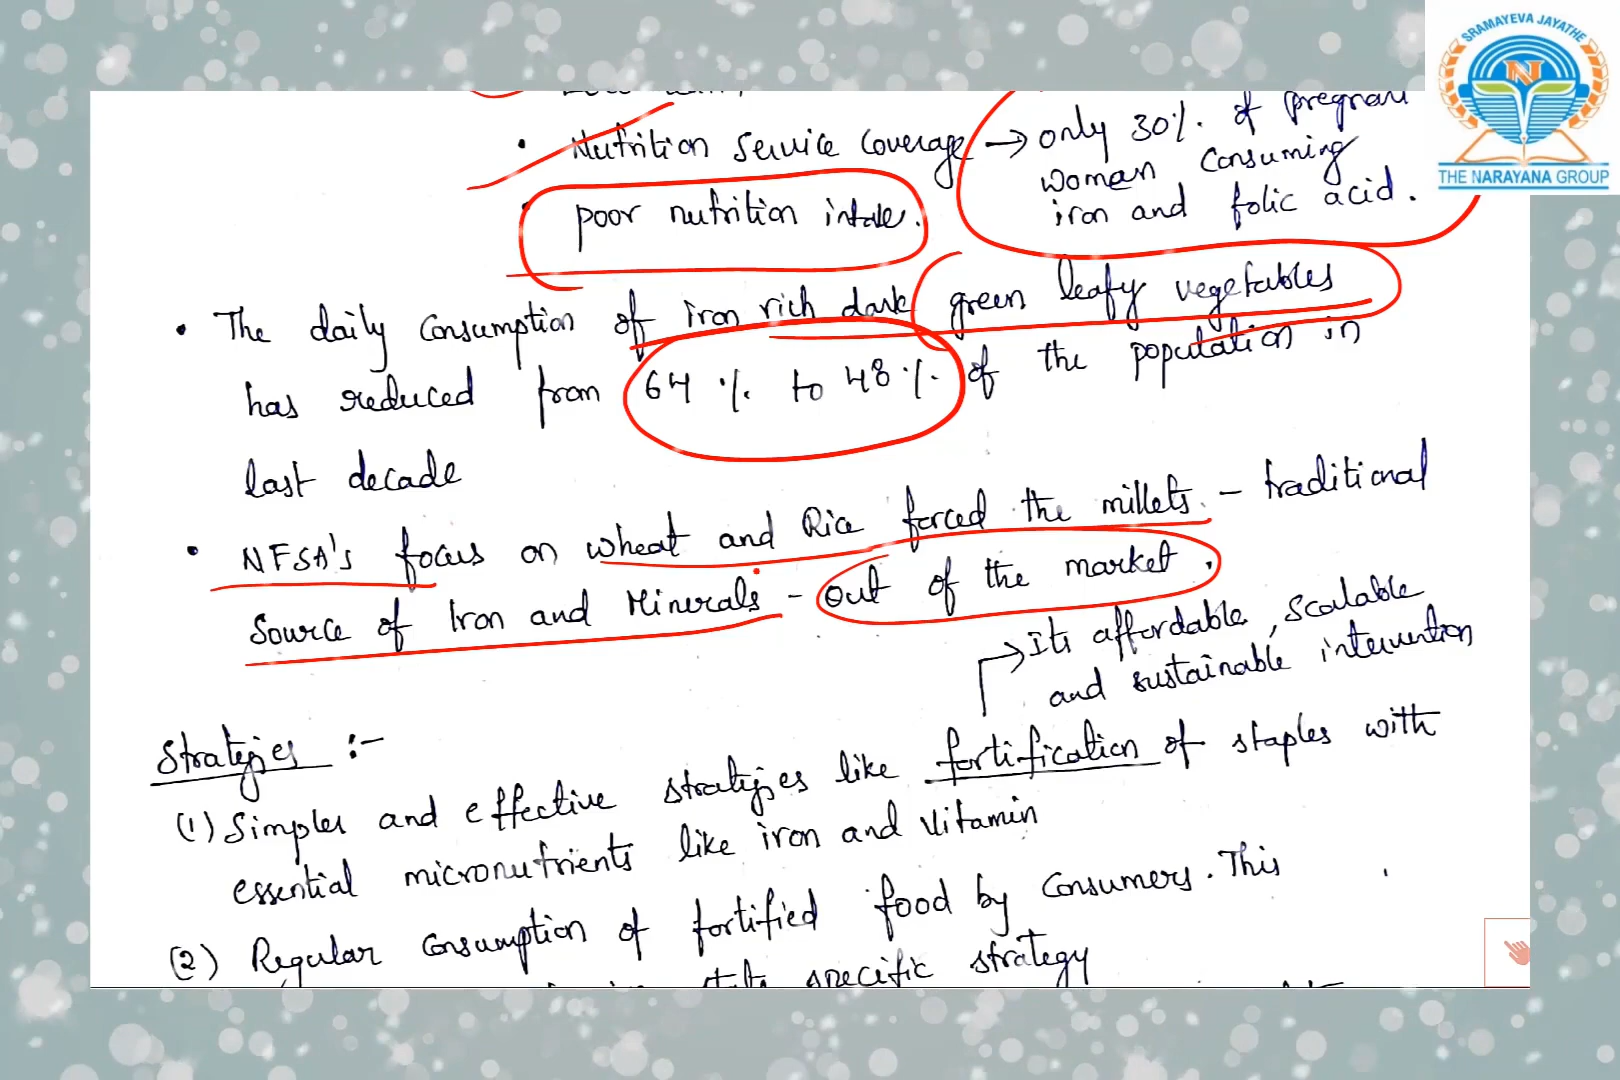 SRAMAYEVA JAYATHE
N
THE NARAYANA GROUP
• Nutrition Service Coverage → only 30%. of pregnant
woman consuming
iron and folic acid.
• poor nutrition intake.
• The daily consumption of iron rich dark green leafy vegetables
has reduced from 64 % to 48 % of the population in
last decade
• NFSA's focus on wheat and Rice forced the millets - traditional
Source of Iron and Minerals - out of the market.
→ Its affordable, scalable
and sustainable intervention
Strategies :-
(1) Simples and effective strategies like fortification of staples with
essential micronutrients like iron and Vitamin
(2) Regular consumption of fortified food by consumers. This
specific strategy